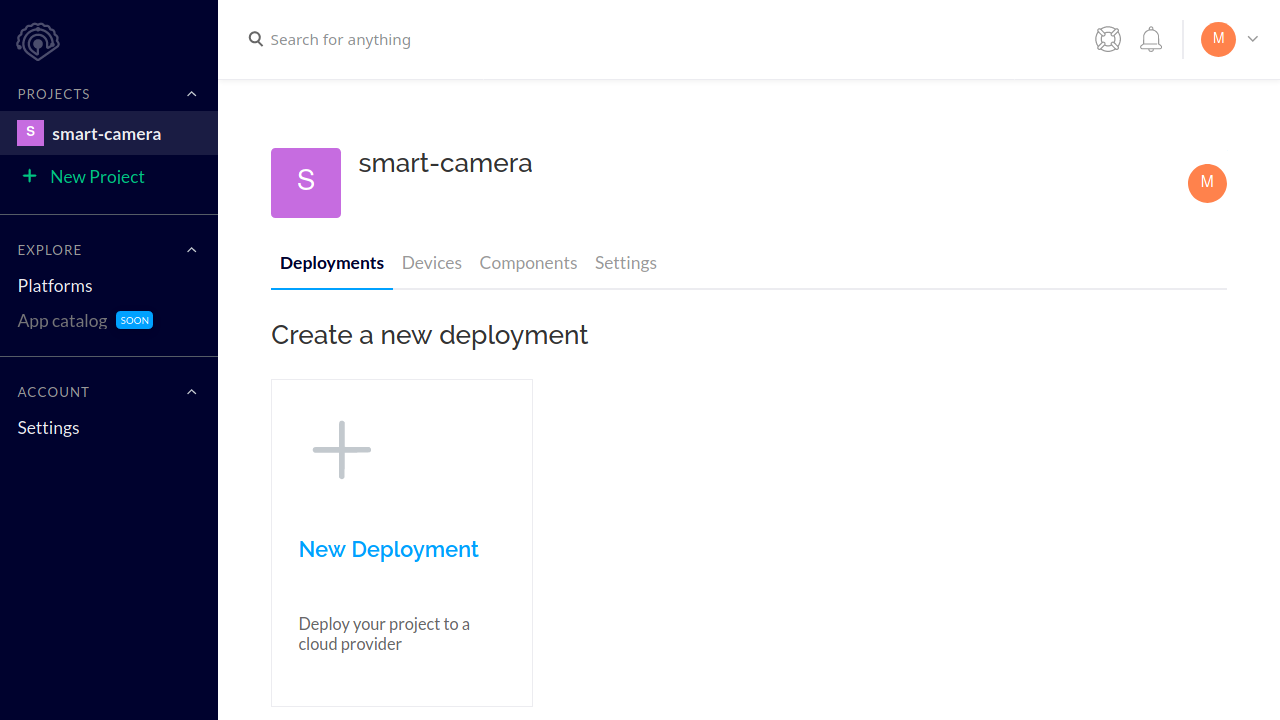 Search for anything
M
PROJECTS
S smart-camera
+ New Project
EXPLORE
Platforms
App catalog SOON
ACCOUNT
Settings
S
smart-camera
M
Deployments Devices Components Settings
Create a new deployment
New Deployment
Deploy your project to a
cloud provider